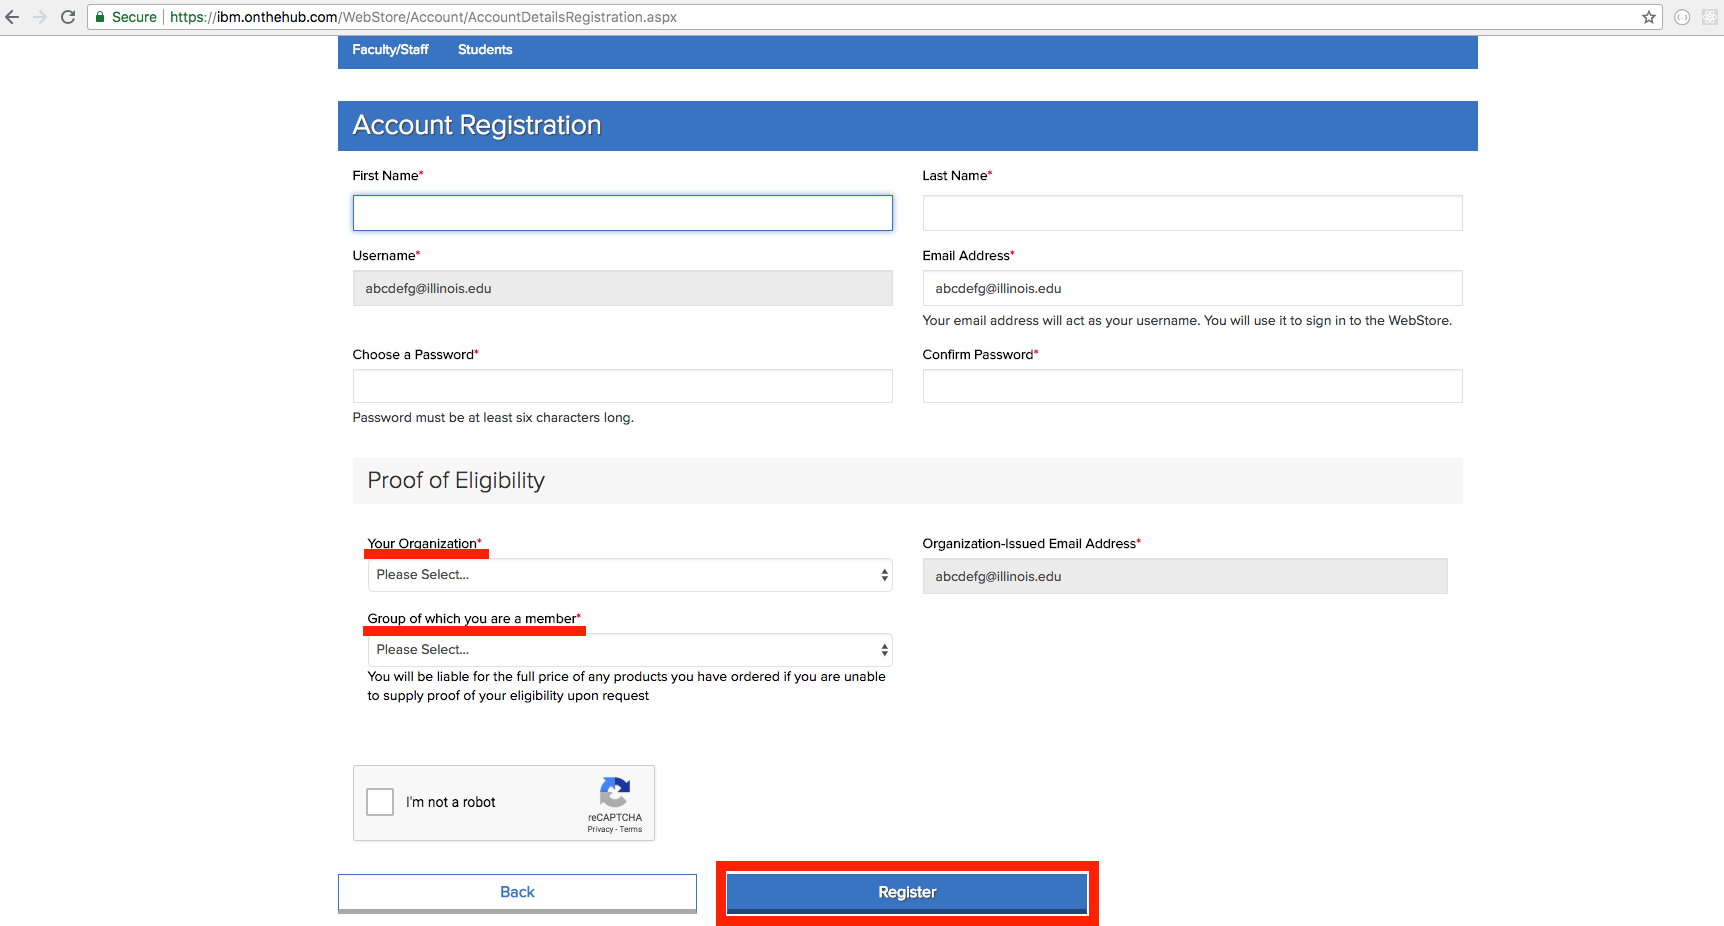 Secure https://ibm.onthehub.com/WebStore/Account/AccountDetailsRegistration.aspx
Faculty/Staff Students
Account Registration
First Name* Last Name*
Username* Email Address*
abcdefg@illinois.edu abcdefg@illinois.edu
Your email address will act as your username. You will use it to sign in to the WebStore.
Choose a Password* Confirm Password*
Password must be at least six characters long.
Proof of Eligibility
Your Organization* Organization-Issued Email Address*
Please Select... abcdefg@illinois.edu
Group of which you are a member*
Please Select...
You will be liable for the full price of any products you have ordered if you are unable
to supply proof of your eligibility upon request
I'm not a robot
reCAPTCHA
Privacy - Terms
Back Register